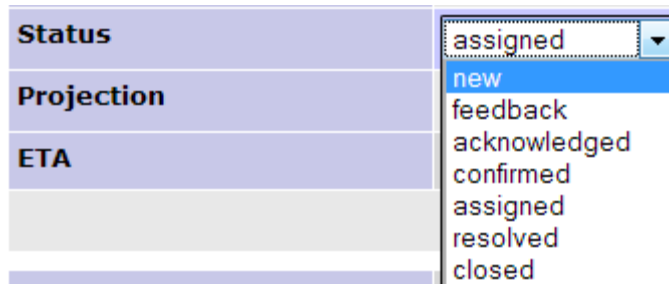 Status
assigned
new
Projection
feedback
acknowledged
ETA
confirmed
assigned
resolved
closed